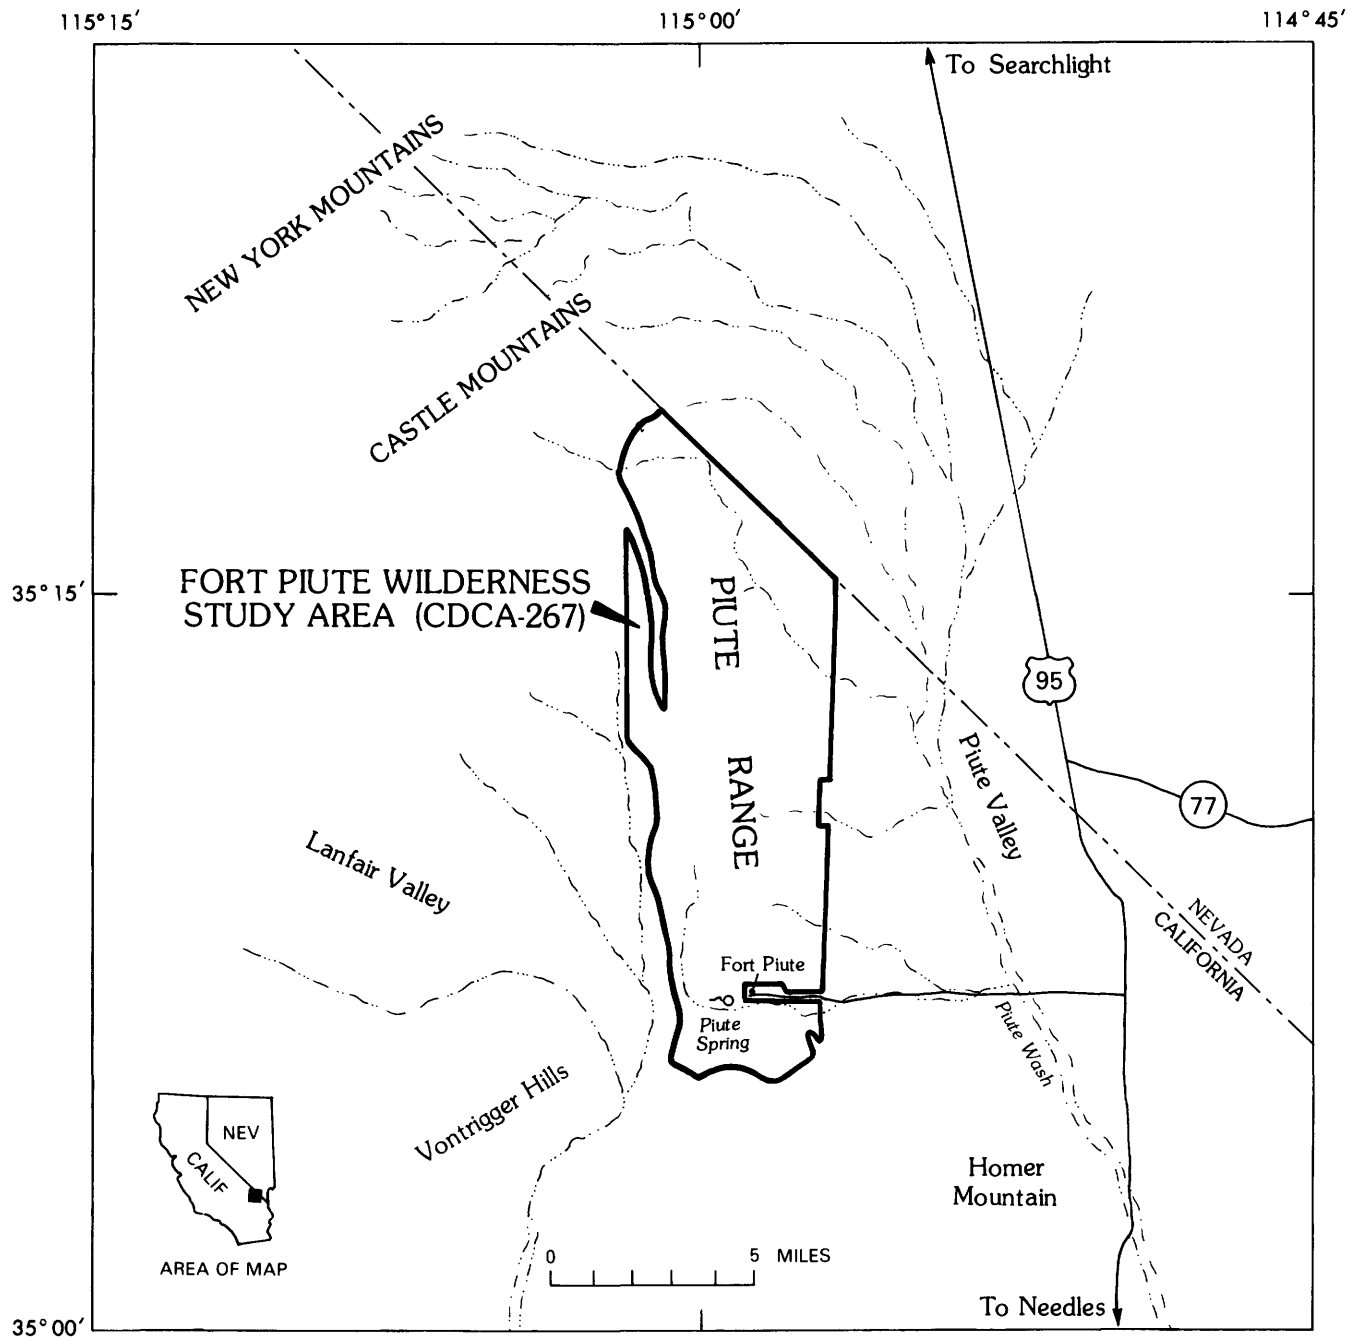 115°15′
115°00′
114°45′
To Searchlight
NEW YORK MOUNTAINS
CASTLE MOUNTAINS
35°15′
FORT PIUTE WILDERNESS
STUDY AREA (CDCA-267)
PIUTE
RANGE
95
77
Piute Valley
Lanfair Valley
NEVADA
CALIFORNIA
Fort Piute
Piute
Spring
Piute Wash
Vontrigger Hills
Homer
Mountain
NEV
CALIF
AREA OF MAP
0 5 MILES
To Needles
35°00′